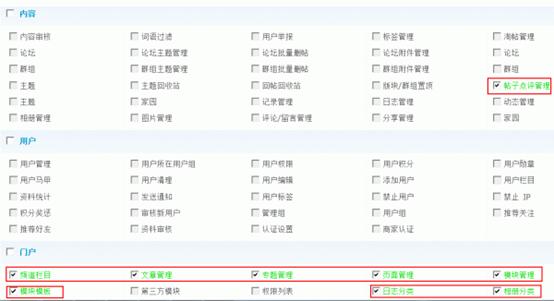 内容
内容审核 词语过滤 用户举报 标签管理 淘帖管理
论坛 论坛主题管理 论坛批量删帖 论坛附件管理 论坛
群组 群组主题管理 群组批量删帖 群组附件管理 群组
主题 主题回收站 回帖回收站 版块/群组置顶 帖子点评管理
主题 家园 记录管理 日志管理 动态管理
相册管理 图片管理 评论/留言管理 分享管理 家园
用户
用户管理 用户所在用户组 用户权限 用户积分 用户勋章
用户马甲 用户清理 用户编辑 添加用户 用户栏目
资料统计 发送通知 用户标签 禁止用户 禁止 IP
积分奖惩 审核新用户 管理组 用户组 推荐关注
推荐好友 资料审核 认证设置 商家认证
门户
频道栏目 文章管理 专题管理 页面管理 模块管理
模块模板 第三方模块 权限列表 日志分类 相册分类